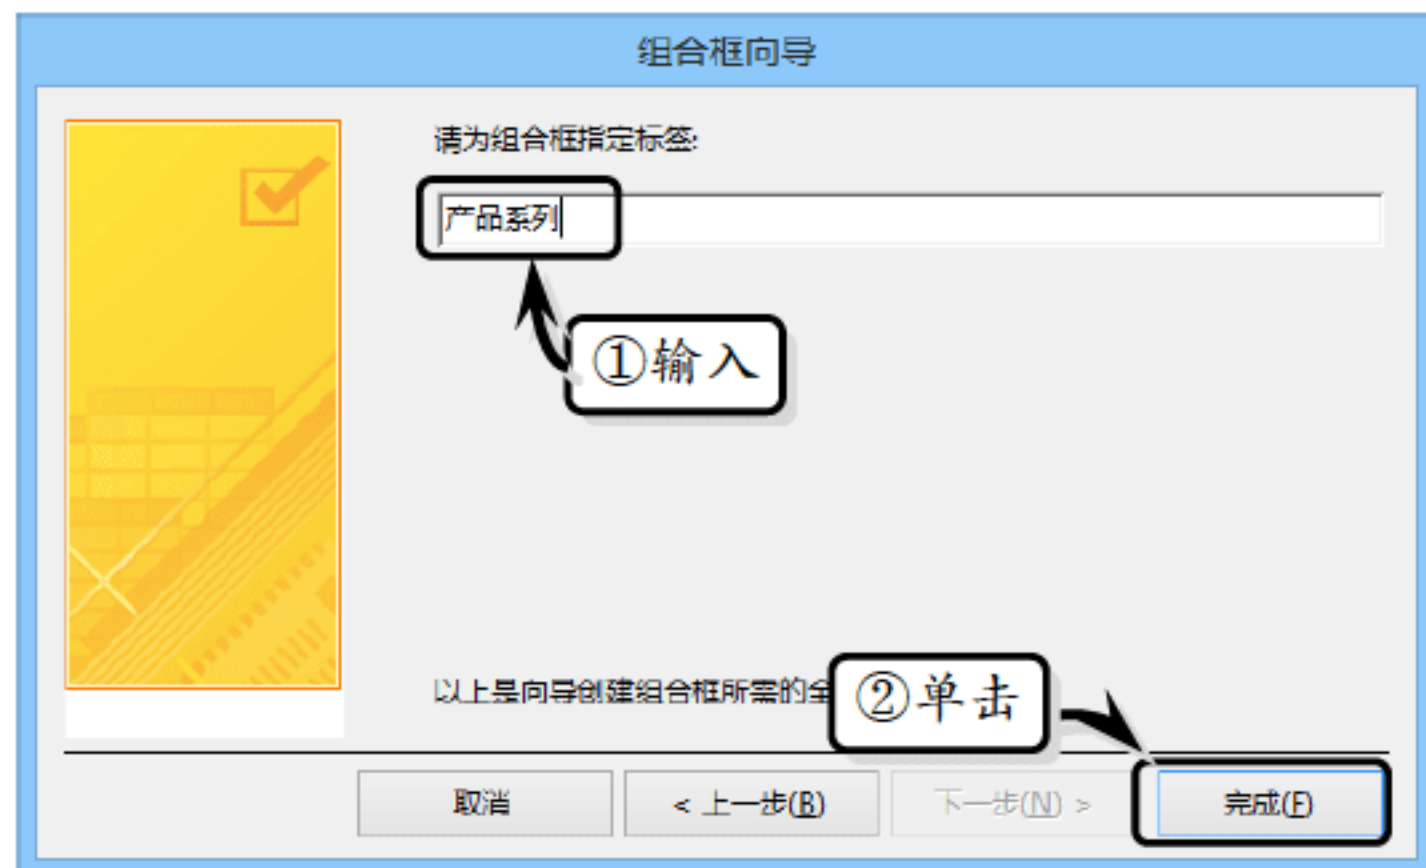 组合框向导
请为组合框指定标签:
产品系列
①输入
以上是向导创建组合框所需的全
②单击
取消
< 上一步(B)
下一步(N) >
完成(F)